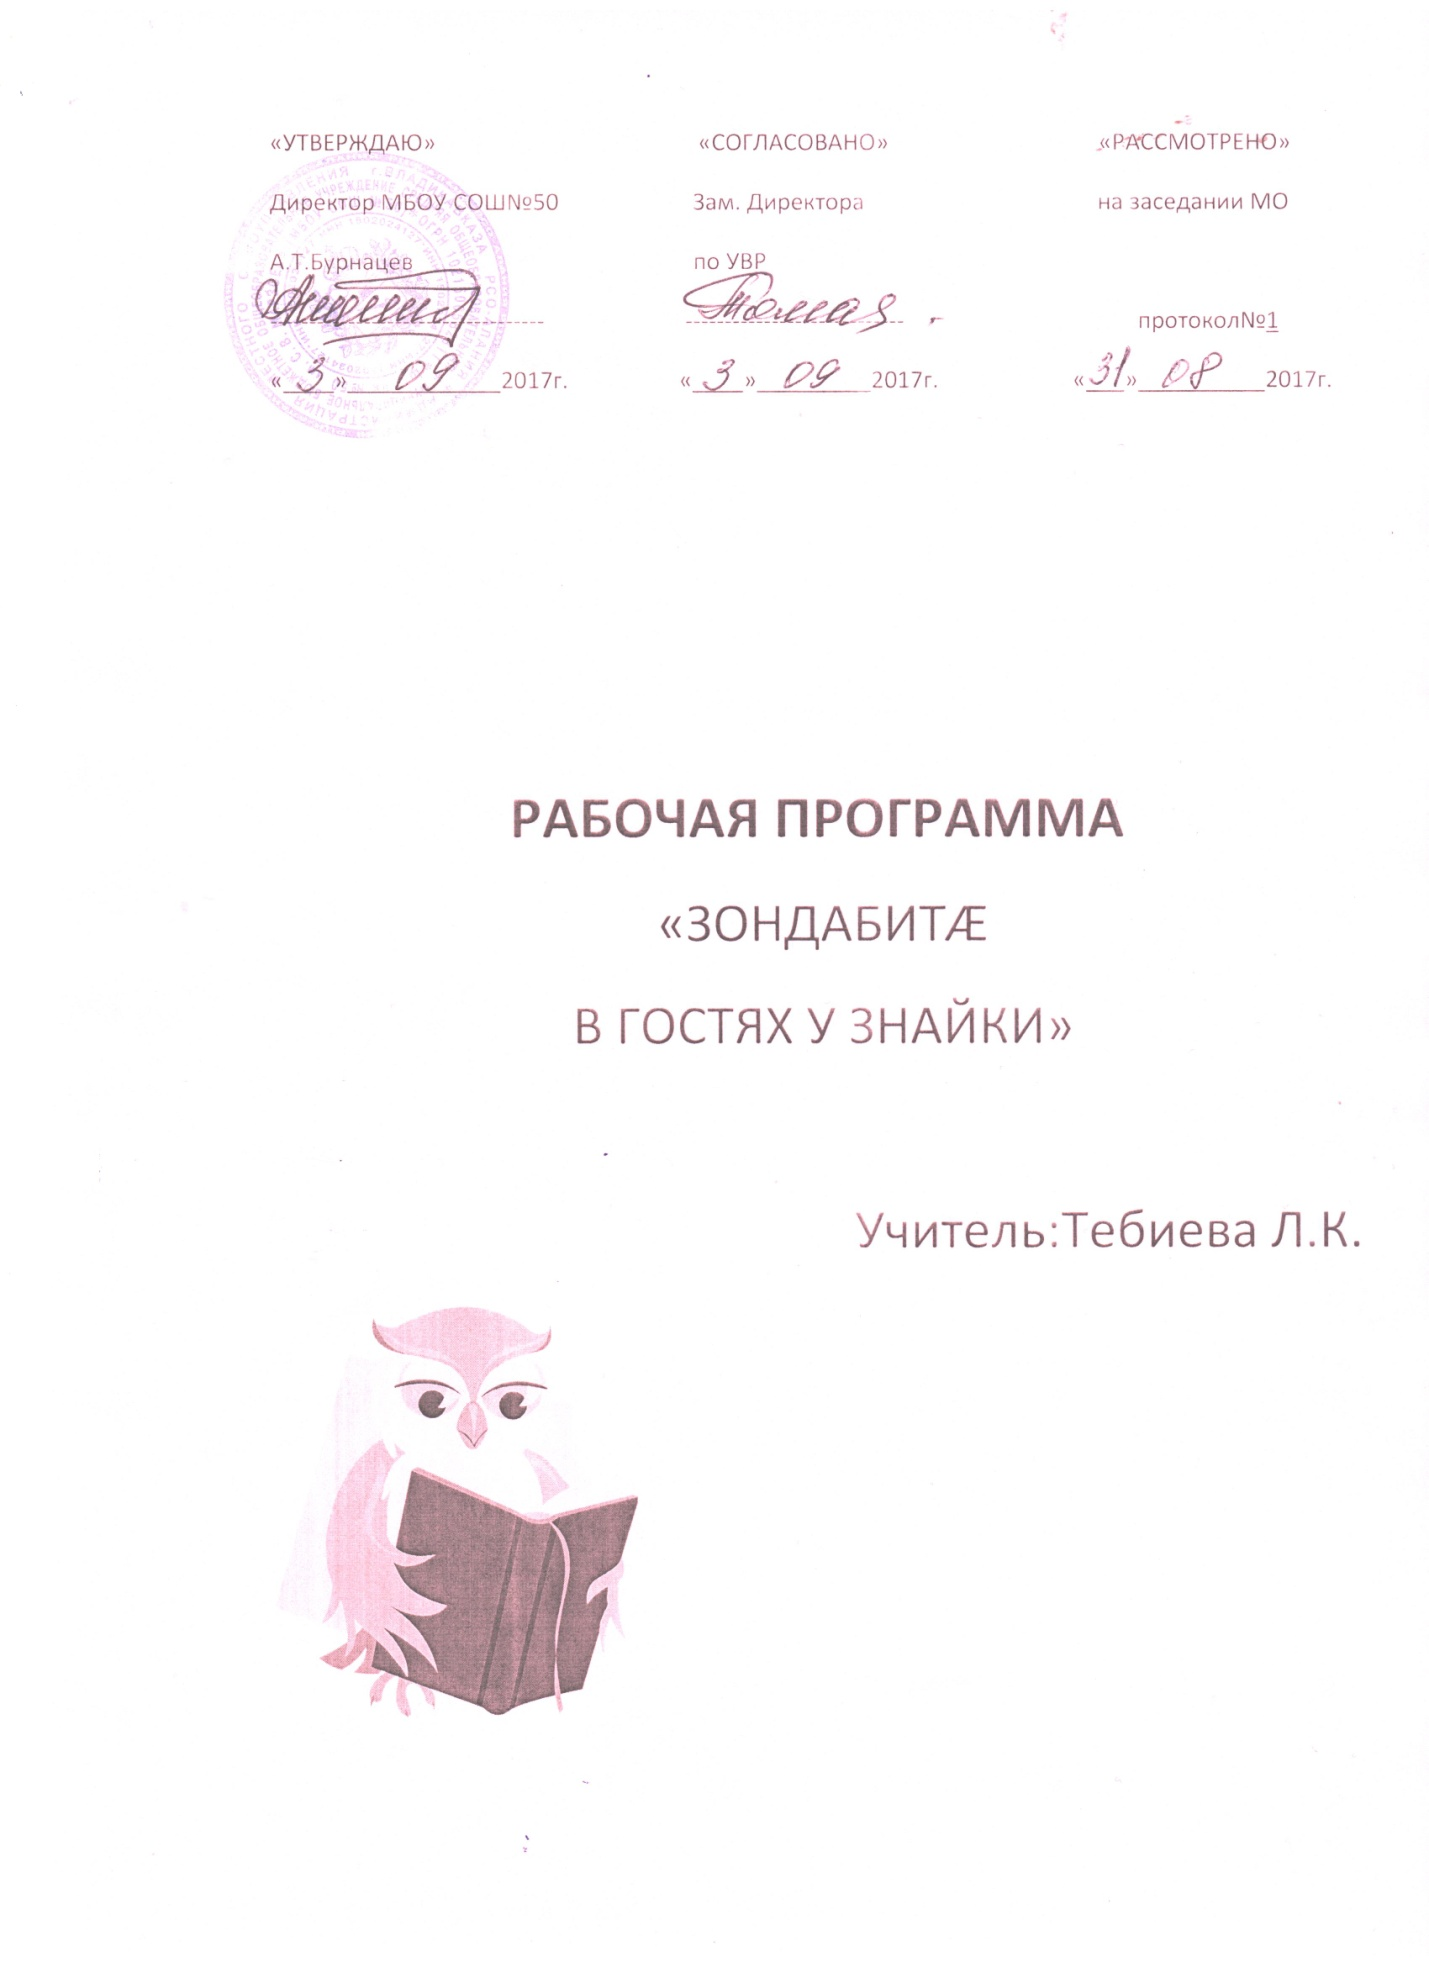 «УТВЕРЖДАЮ» «СОГЛАСОВАНО» «РАССМОТРЕНО»
Директор МБОУ СОШ№50 Зам. Директора на заседании МО
А.Т.Бурнацев по УВР
протокол№1
«3» 09 2017г. «3» 09 2017г. «31» 08 2017г.
РАБОЧАЯ ПРОГРАММА
«ЗОНДАБИТÆ
В ГОСТЯХ У ЗНАЙКИ»
Учитель:Тебиева Л.К.